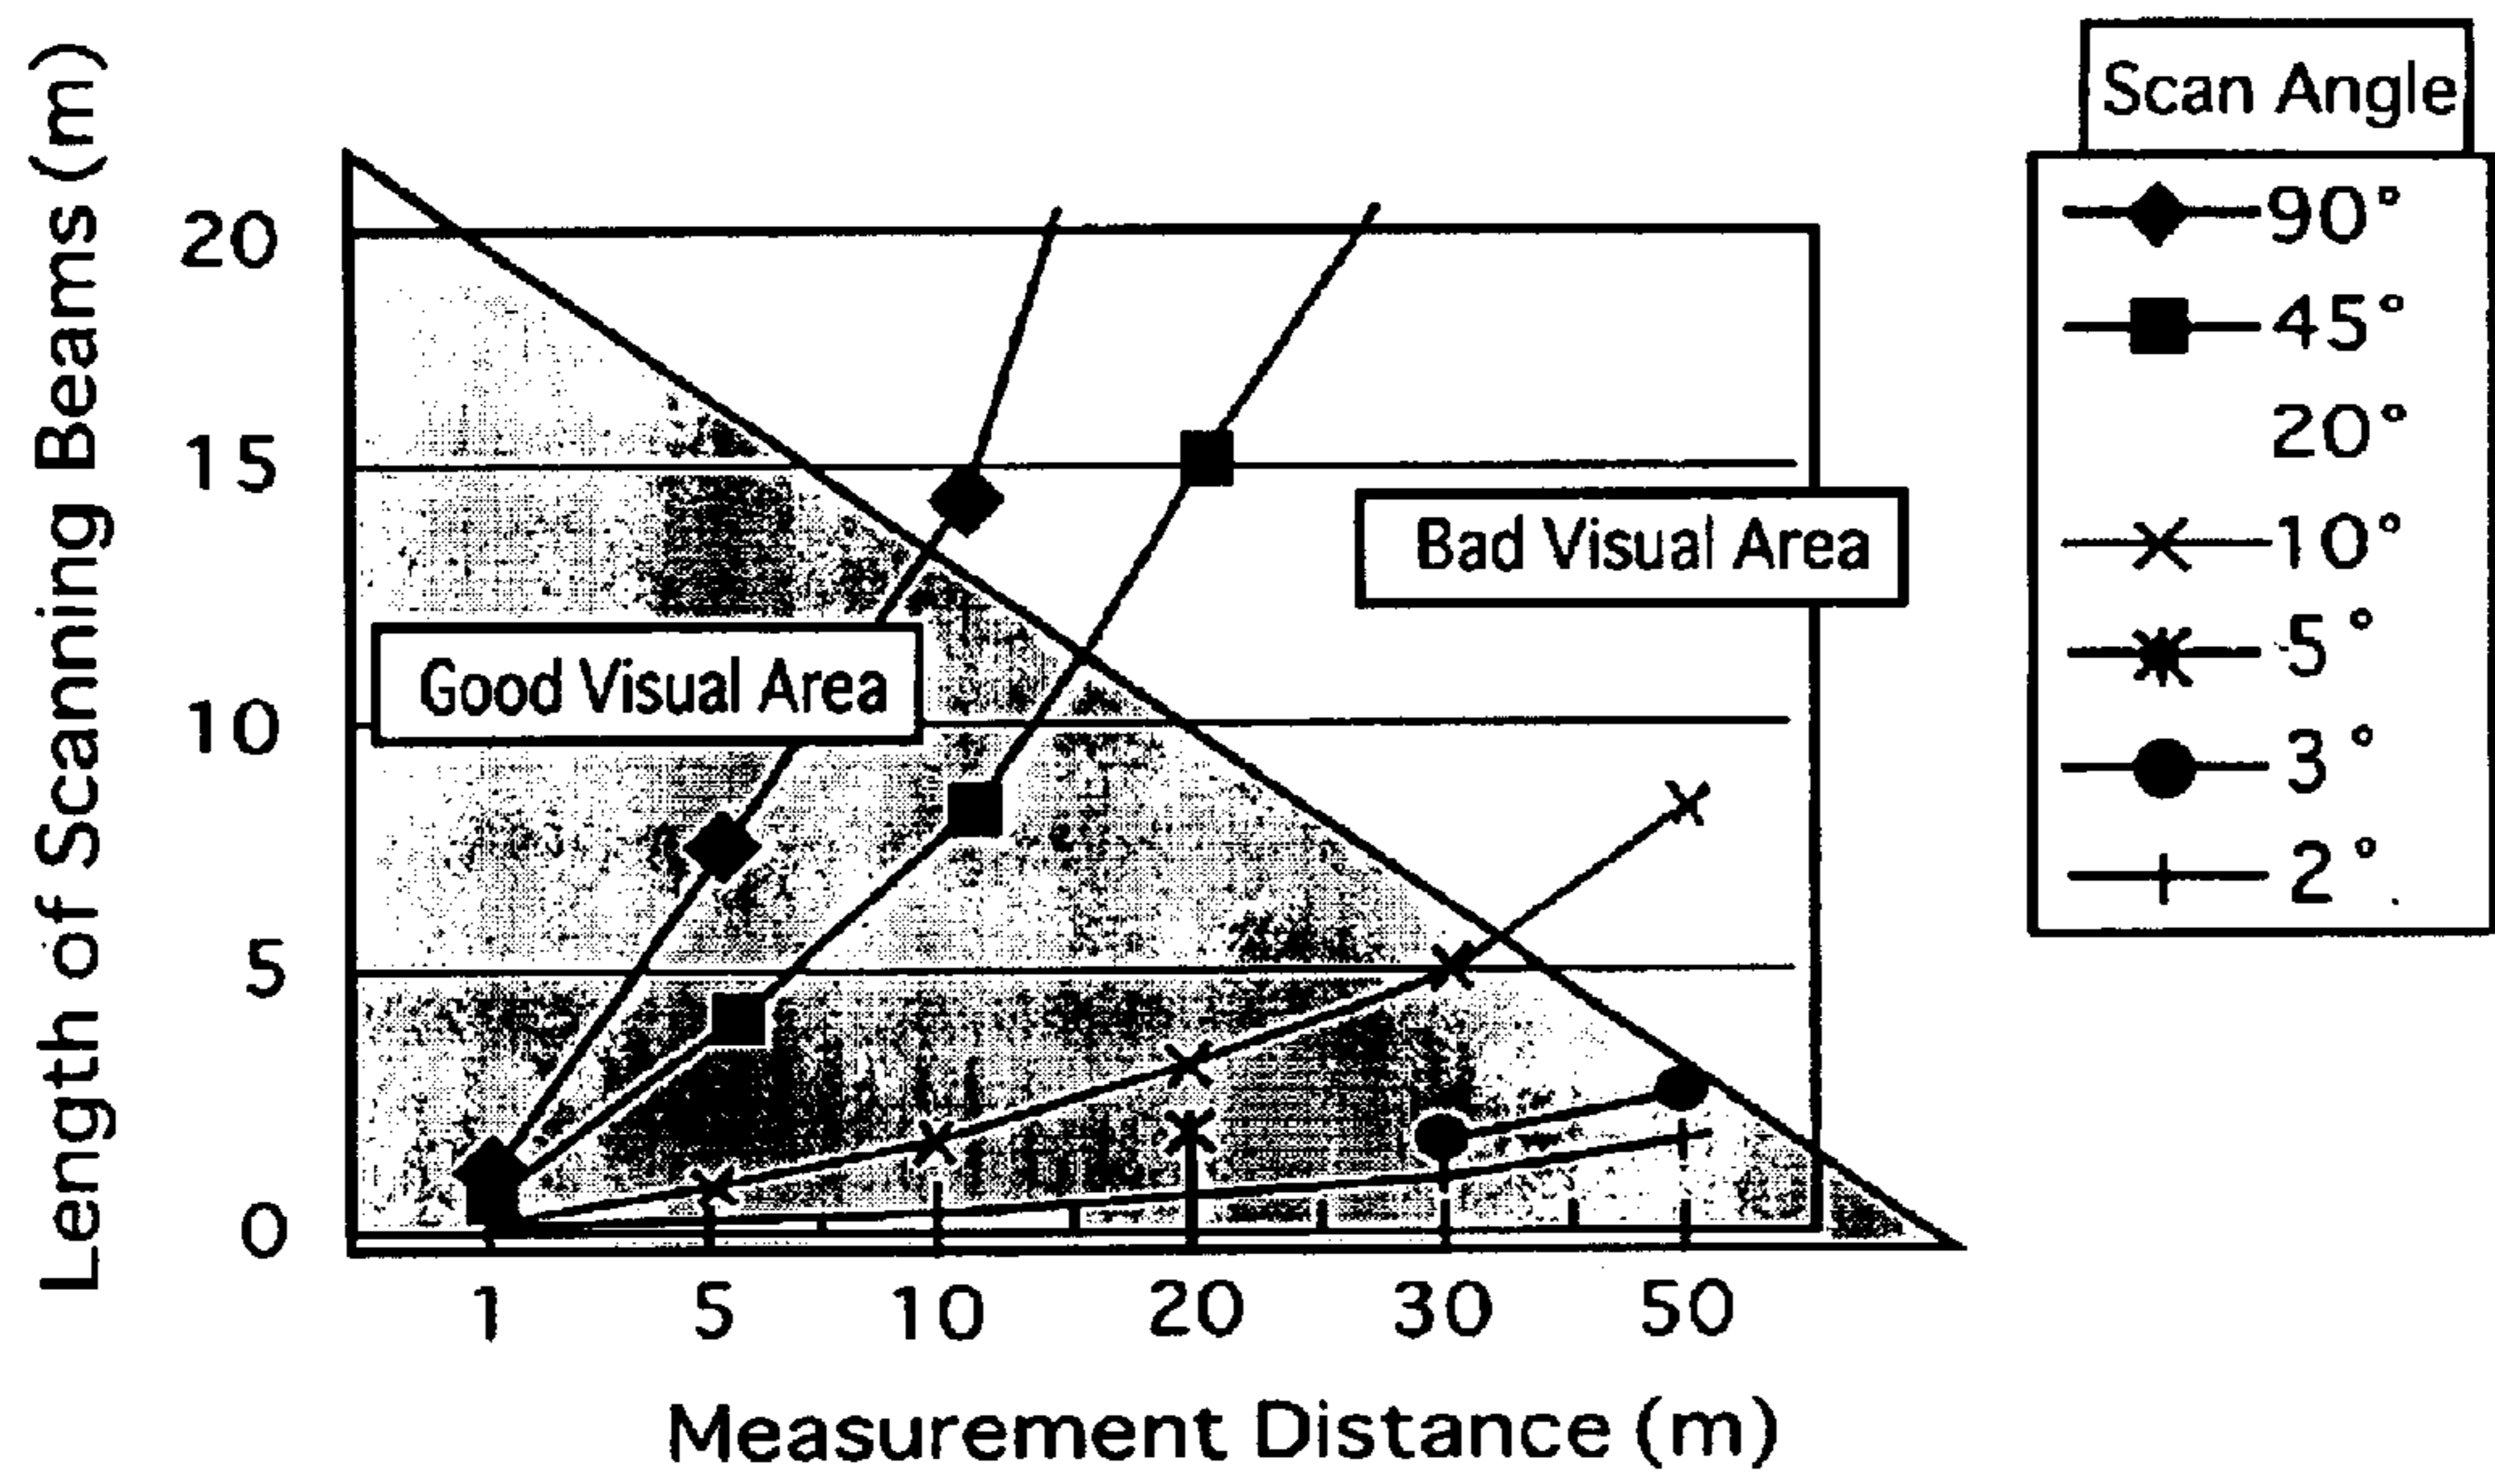 Length of Scanning Beams (m)
20
15
10
5
0
Good Visual Area
Bad Visual Area
1 5 10 20 30 50
Measurement Distance (m)
Scan Angle
90°
45°
20°
10°
5°
3°
2°